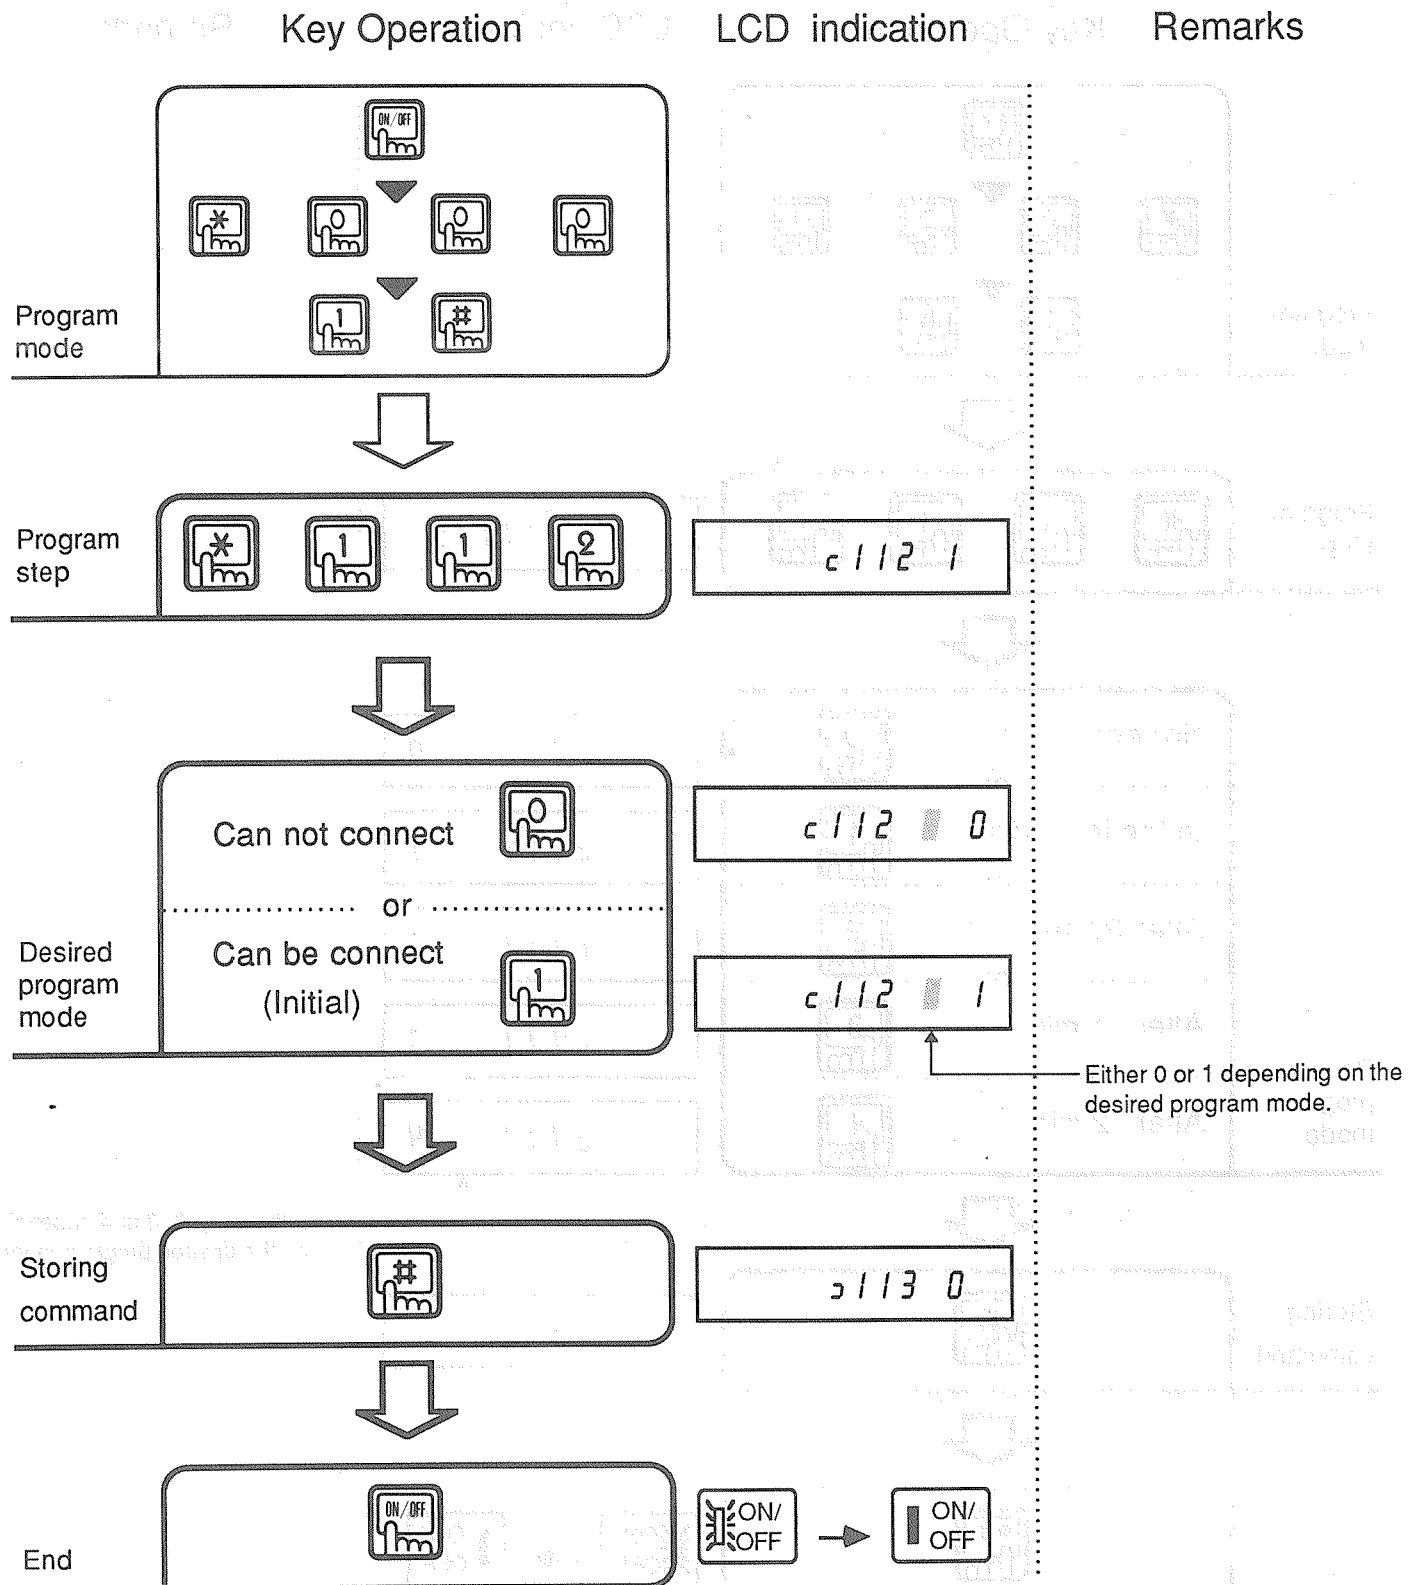 Key Operation
LCD indication
Remarks
ON/OFF
* 0 0 0
1 #
Program
mode
Program
step
* 1 1 2
c112 1
Can not connect
0
c112 0
or
Can be connect
(Initial)
1
c112 1
Desired
program
mode
Either 0 or 1 depending on the
desired program mode.
Storing
command
#
ɔ113 0
End
ON/OFF
ON/
OFF
ON/
OFF